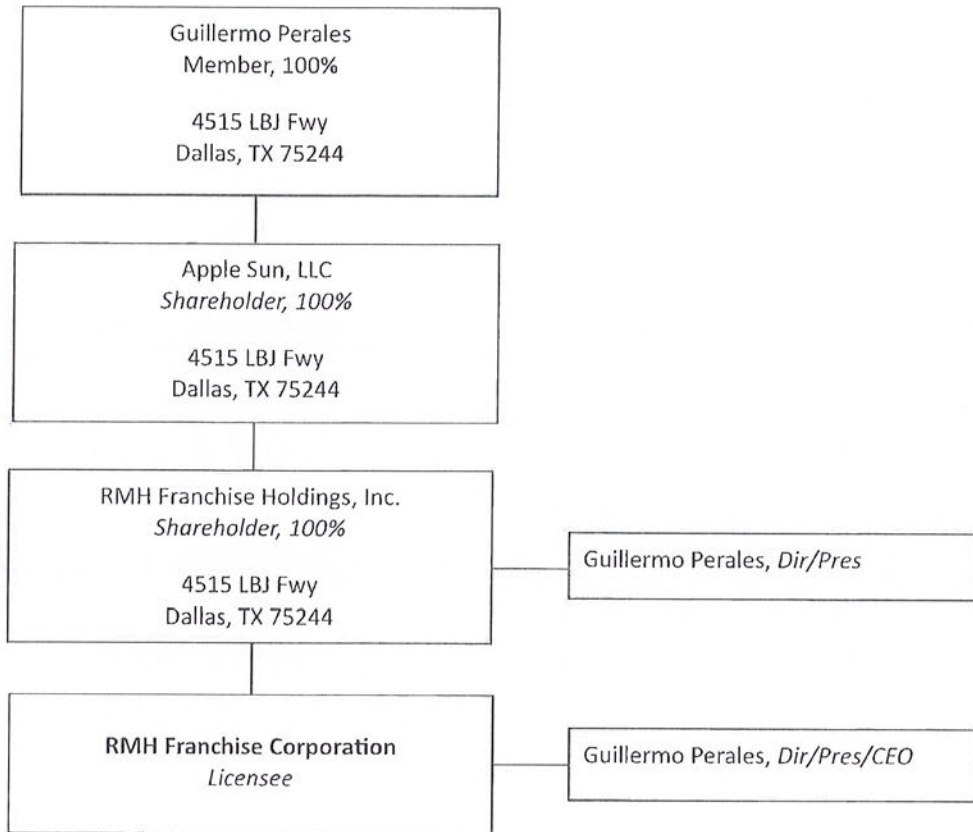 Guillermo Perales
Member, 100%
4515 LBJ Fwy
Dallas, TX 75244
Apple Sun, LLC
Shareholder, 100%
4515 LBJ Fwy
Dallas, TX 75244
RMH Franchise Holdings, Inc.
Shareholder, 100%
4515 LBJ Fwy
Dallas, TX 75244
Guillermo Perales, Dir/Pres
RMH Franchise Corporation
Licensee
Guillermo Perales, Dir/Pres/CEO